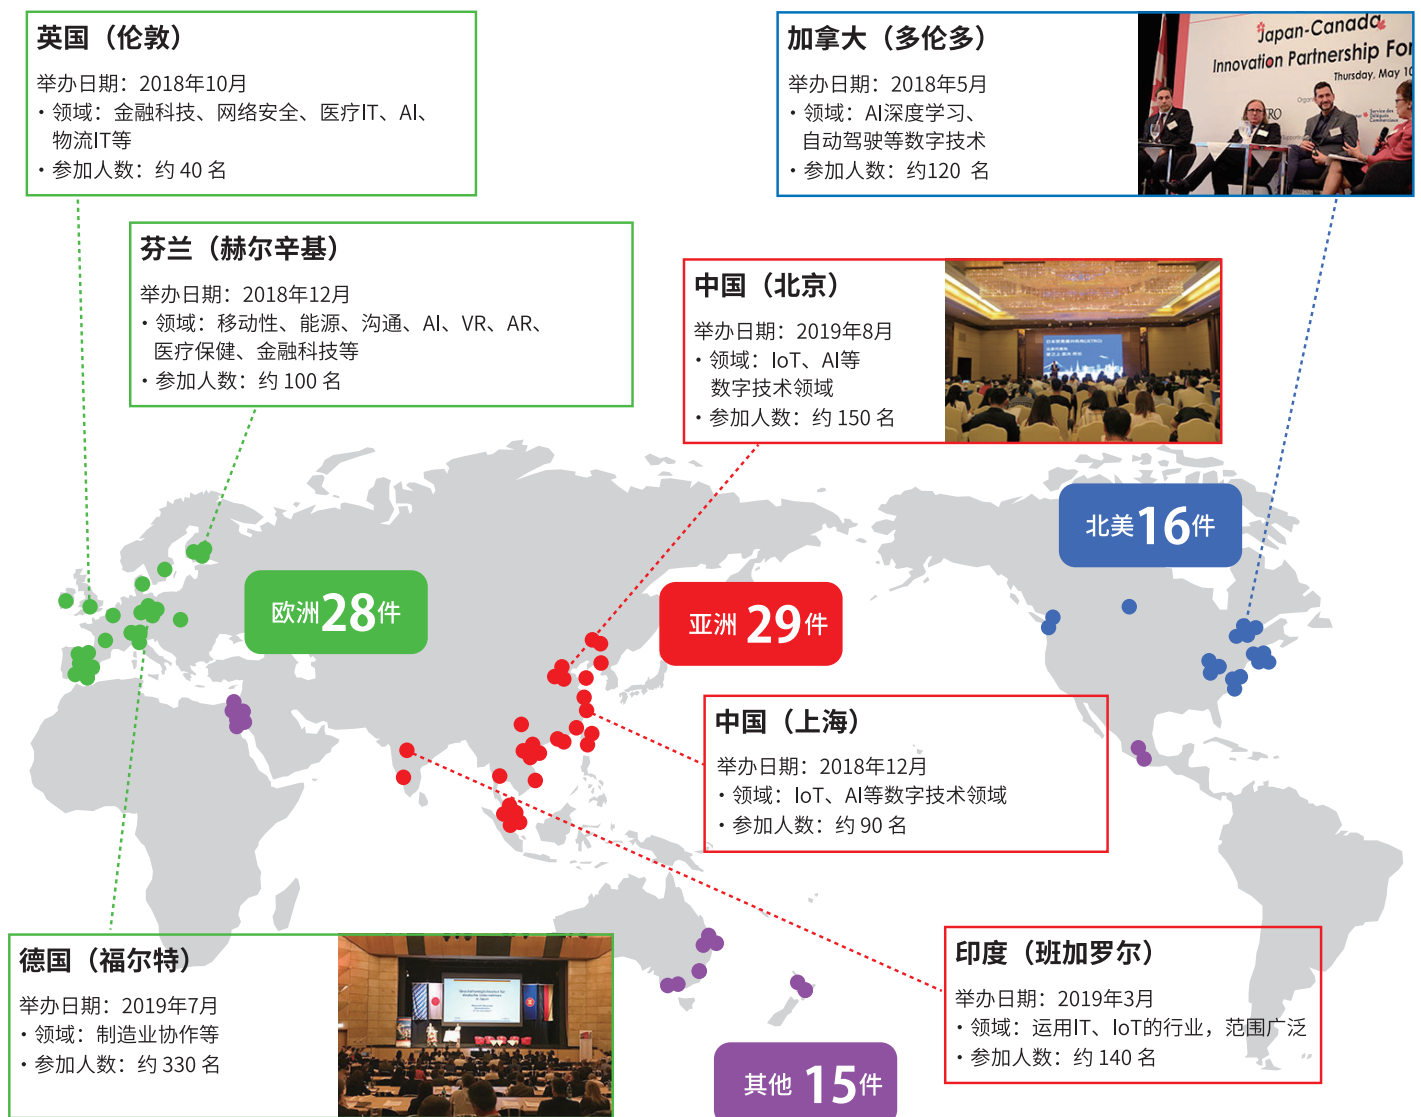 英国（伦敦）
举办日期：2018年10月
・领域：金融科技、网络安全、医疗IT、AI、
物流IT等
・参加人数：约 40 名
加拿大（多伦多）
举办日期：2018年5月
・领域：AI深度学习、
自动驾驶等数字技术
・参加人数：约120 名
Japan-Canada
Innovation Partnership For
Thursday, May 10
芬兰（赫尔辛基）
举办日期：2018年12月
・领域：移动性、能源、沟通、AI、VR、AR、
医疗保健、金融科技等
・参加人数：约 100 名
中国（北京）
举办日期：2019年8月
・领域：IoT、AI等
数字技术领域
・参加人数：约 150 名
北美16件
欧洲28件
亚洲 29件
中国（上海）
举办日期：2018年12月
・领域：IoT、AI等数字技术领域
・参加人数：约 90 名
德国（福尔特）
举办日期：2019年7月
・领域：制造业协作等
・参加人数：约 330 名
印度（班加罗尔）
举办日期：2019年3月
・领域：运用IT、IoT的行业，范围广泛
・参加人数：约 140 名
其他 15件